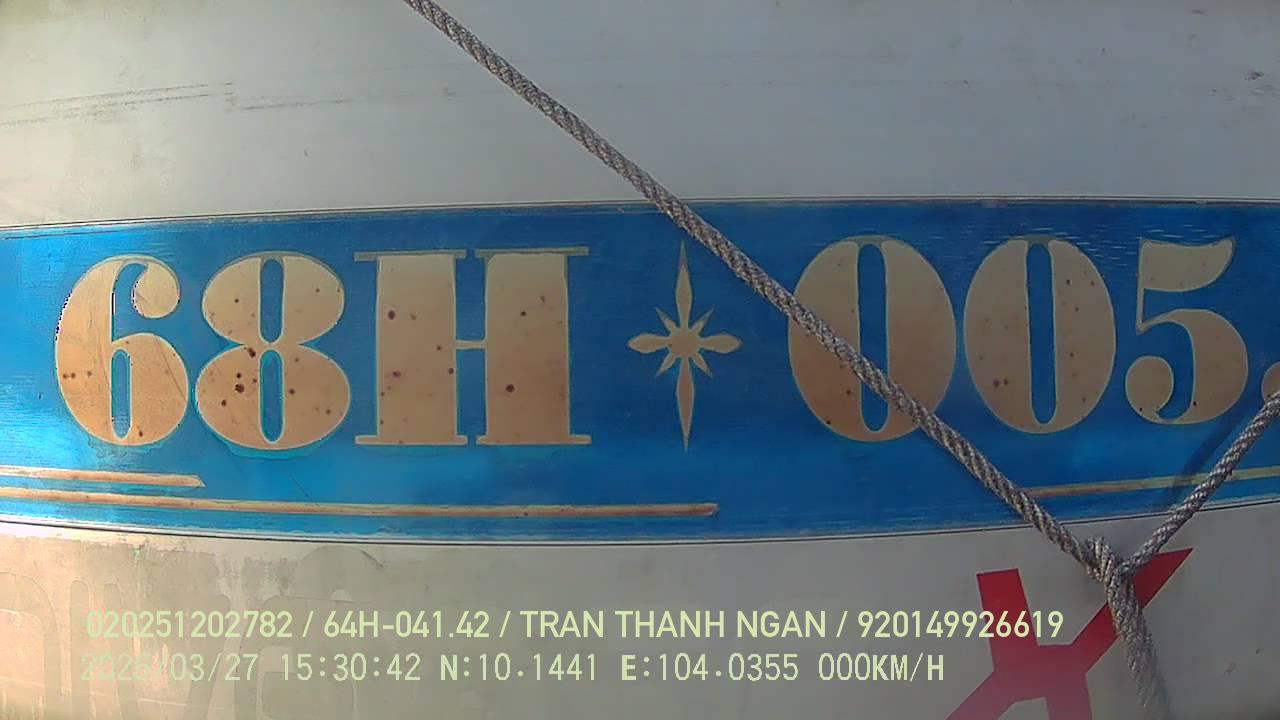 68H 005.
020251202782 / 64H-041.42 / TRAN THANH NGAN / 920149926619
2026/03/27 15:30:42 N:10.1441 E:104.0355 000KM/H